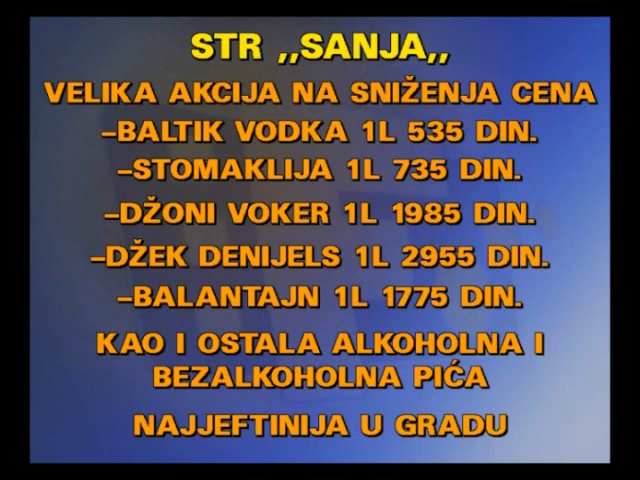 STR ,,SANJA,,
VELIKA AKCIJA NA SNIŽENJA CENA
–BALTIK VODKA 1L 535 DIN.
–STOMAKLIJA 1L 735 DIN.
–DŽONI VOKER 1L 1985 DIN.
–DŽEK DENIJELS 1L 2955 DIN.
–BALANTAJN 1L 1775 DIN.
KAO I OSTALA ALKOHOLNA I
BEZALKOHOLNA PIĆA
NAJJEFTINIJA U GRADU